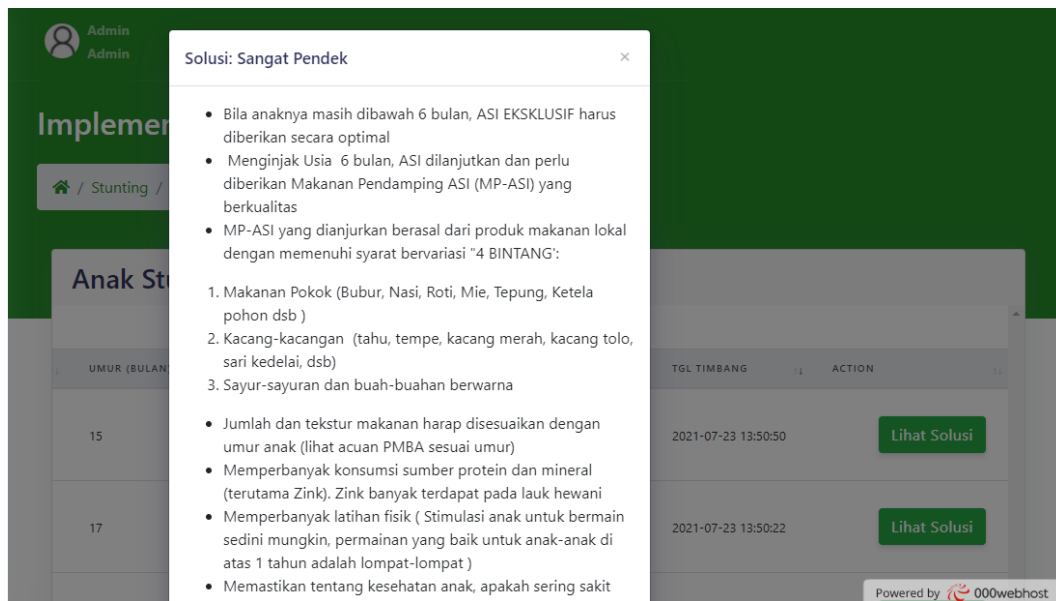 Admin
Admin
Implemen
/ Stunting /
Anak Stu
UMUR (BULAN
TGL TIMBANG
ACTION
15
2021-07-23 13:50:50
Lihat Solusi
17
2021-07-23 13:50:22
Lihat Solusi
Solusi: Sangat Pendek
×
• Bila anaknya masih dibawah 6 bulan, ASI EKSKLUSIF harus
diberikan secara optimal
• Menginjak Usia 6 bulan, ASI dilanjutkan dan perlu
diberikan Makanan Pendamping ASI (MP-ASI) yang
berkualitas
• MP-ASI yang dianjurkan berasal dari produk makanan lokal
dengan memenuhi syarat bervariasi "4 BINTANG':
1. Makanan Pokok (Bubur, Nasi, Roti, Mie, Tepung, Ketela
pohon dsb )
2. Kacang-kacangan (tahu, tempe, kacang merah, kacang tolo,
sari kedelai, dsb)
3. Sayur-sayuran dan buah-buahan berwarna
• Jumlah dan tekstur makanan harap disesuaikan dengan
umur anak (lihat acuan PMBA sesuai umur)
• Memperbanyak konsumsi sumber protein dan mineral
(terutama Zink). Zink banyak terdapat pada lauk hewani
• Memperbanyak latihan fisik ( Stimulasi anak untuk bermain
sedini mungkin, permainan yang baik untuk anak-anak di
atas 1 tahun adalah lompat-lompat )
• Memastikan tentang kesehatan anak, apakah sering sakit
Powered by 000webhost